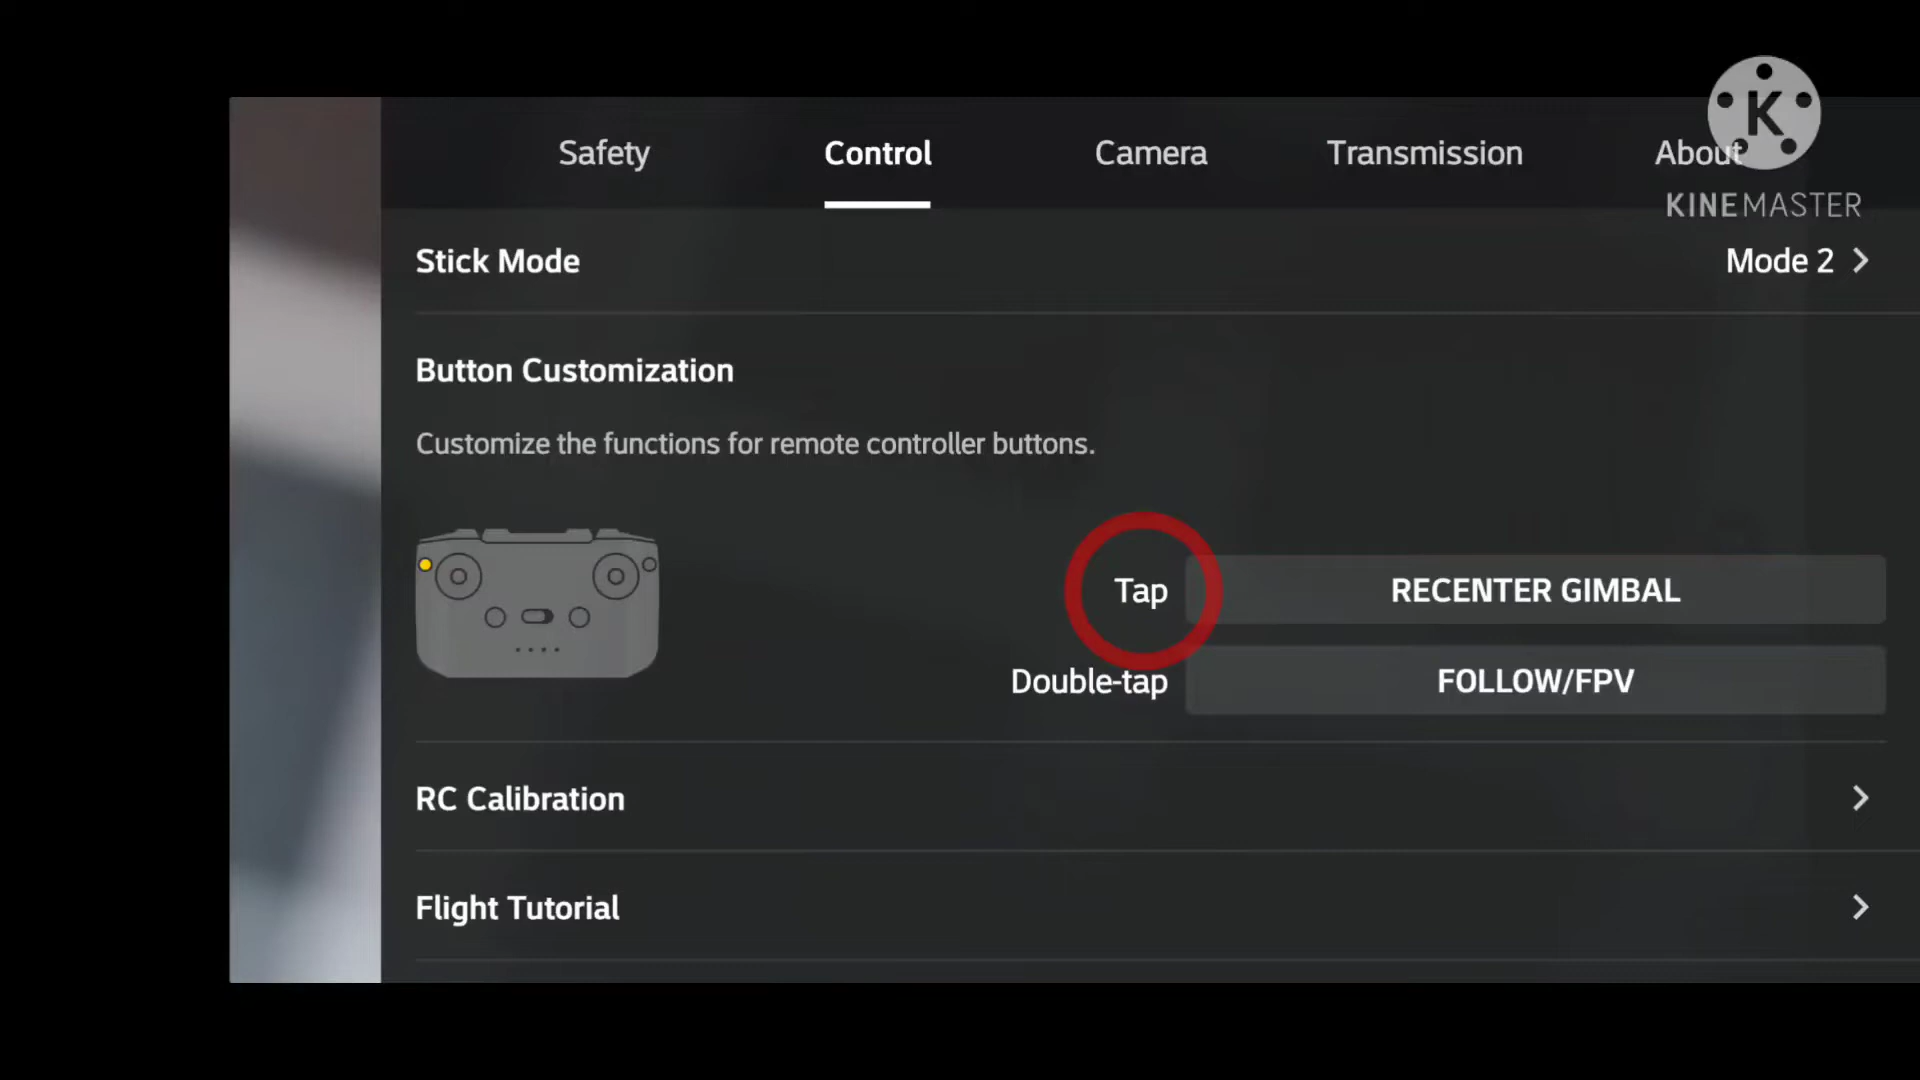 Safety Control Camera Transmission About
K
KINEMASTER
Stick Mode Mode 2
Button Customization
Customize the functions for remote controller buttons.
Tap RECENTER GIMBAL
Double-tap FOLLOW/FPV
RC Calibration
Flight Tutorial